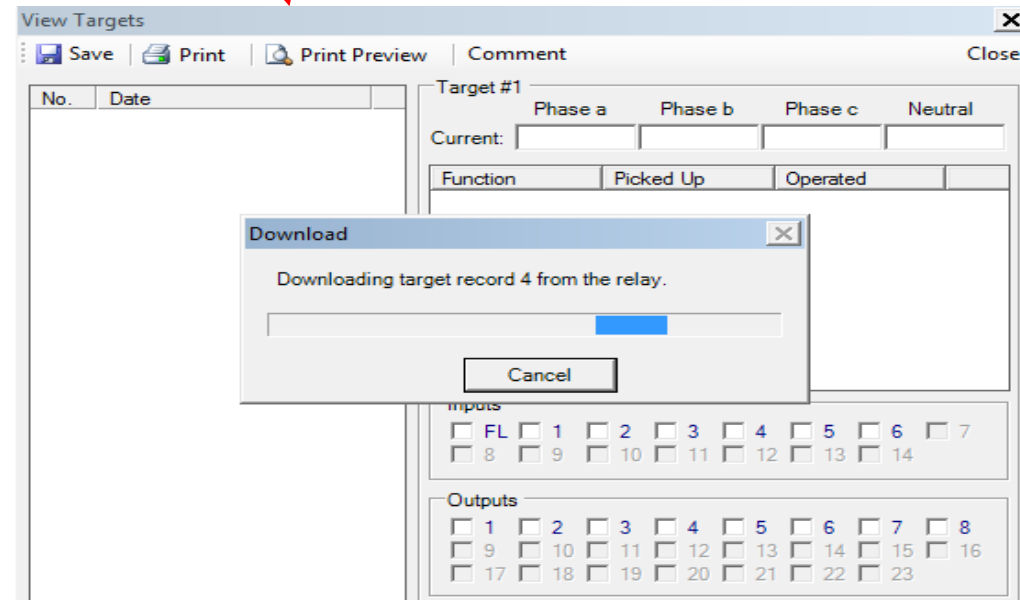 View Targets
Save Print Print Preview Comment Close
No. Date
Target #1
Phase a Phase b Phase c Neutral
Current:
Function Picked Up Operated
Download
Downloading target record 4 from the relay.
Cancel
Inputs
FL 1 2 3 4 5 6 7
8 9 10 11 12 13 14
Outputs
1 2 3 4 5 6 7 8
9 10 11 12 13 14 15 16
17 18 19 20 21 22 23